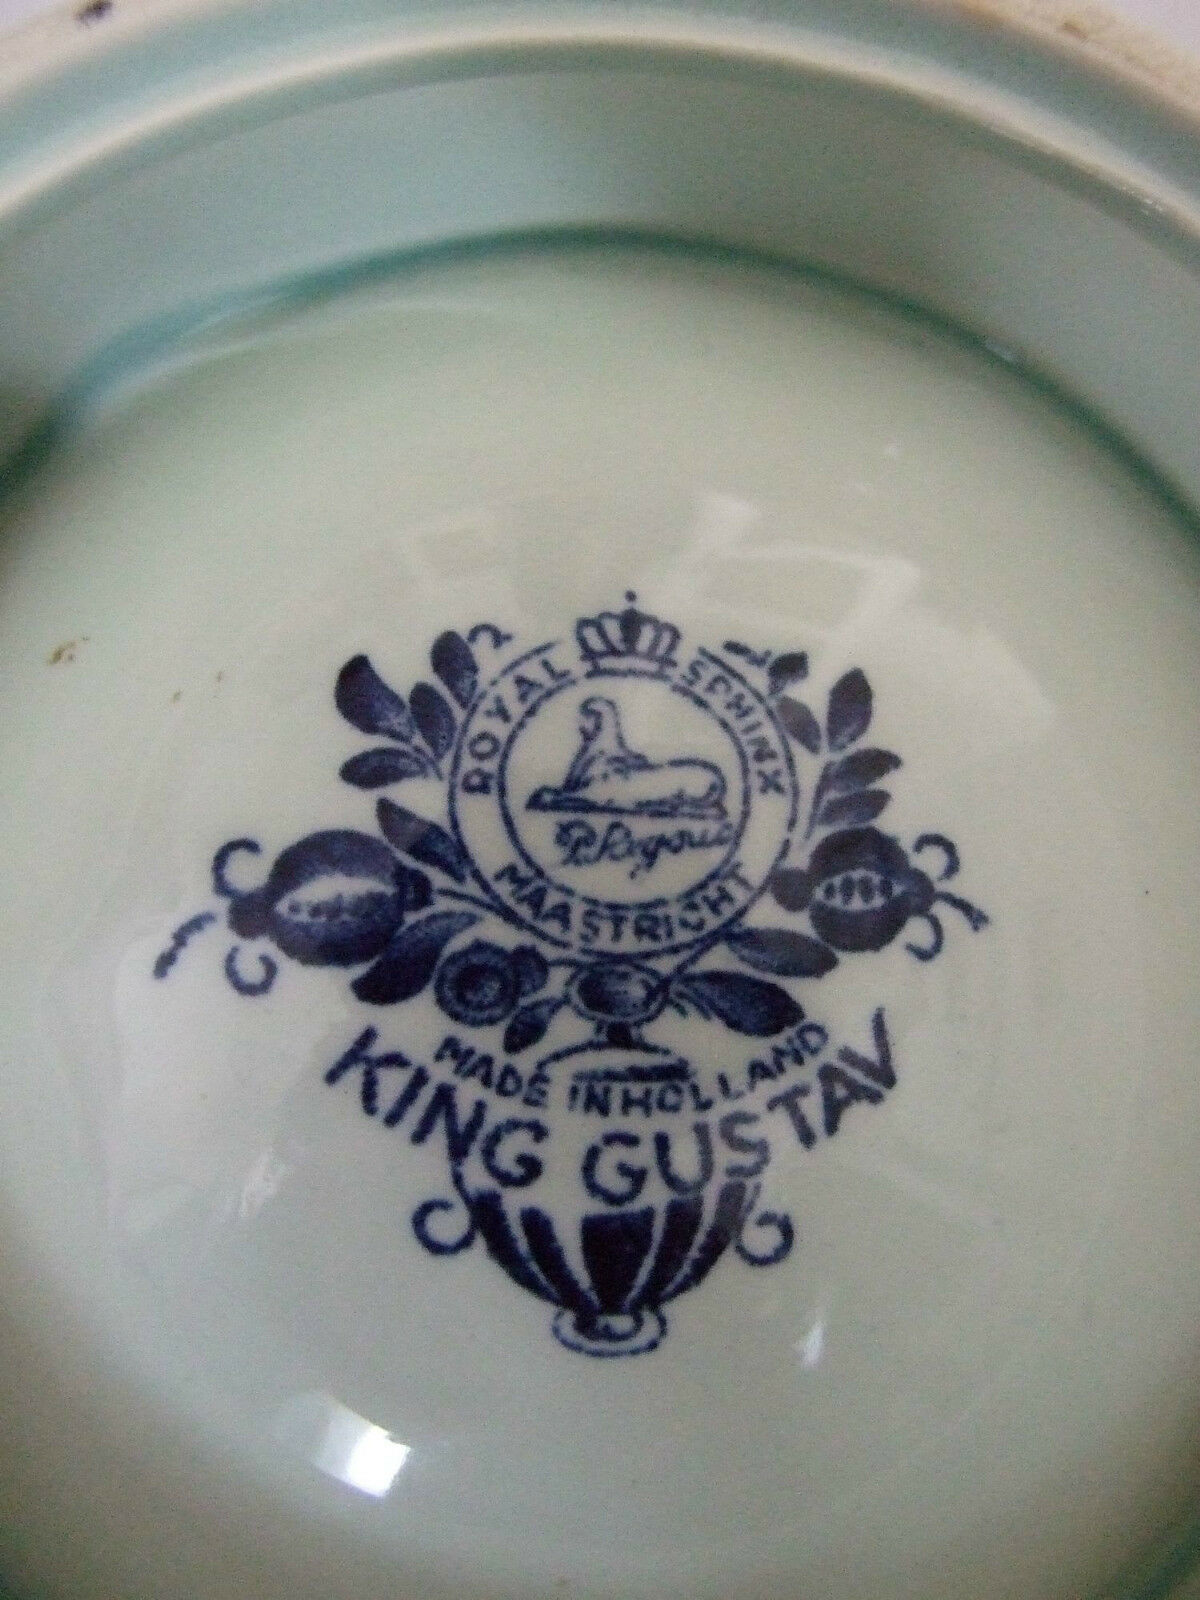 ROYAL SPHINX
P. Regout
MAASTRICHT
MADE IN HOLLAND
KING GUSTAV